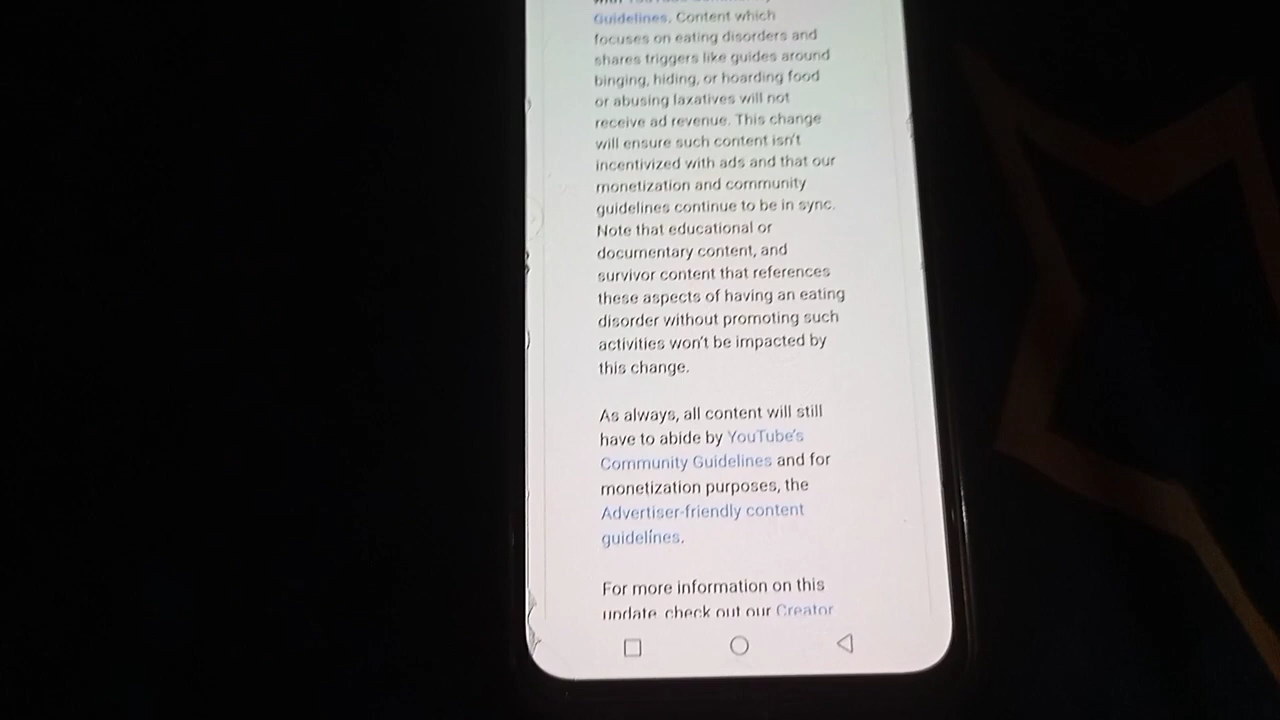 Guidelines. Content which
focuses on eating disorders and
shares triggers like guides around
binging, hiding, or hoarding food
or abusing laxatives will not
receive ad revenue. This change
will ensure such content isn't
incentivized with ads and that our
monetization and community
guidelines continue to be in sync.
Note that educational or
documentary content, and
survivor content that references
these aspects of having an eating
disorder without promoting such
activities won't be impacted by
this change.
As always, all content will still
have to abide by YouTube's
Community Guidelines and for
monetization purposes, the
Advertiser-friendly content
guidelines.
For more information on this
update, check out our Creator